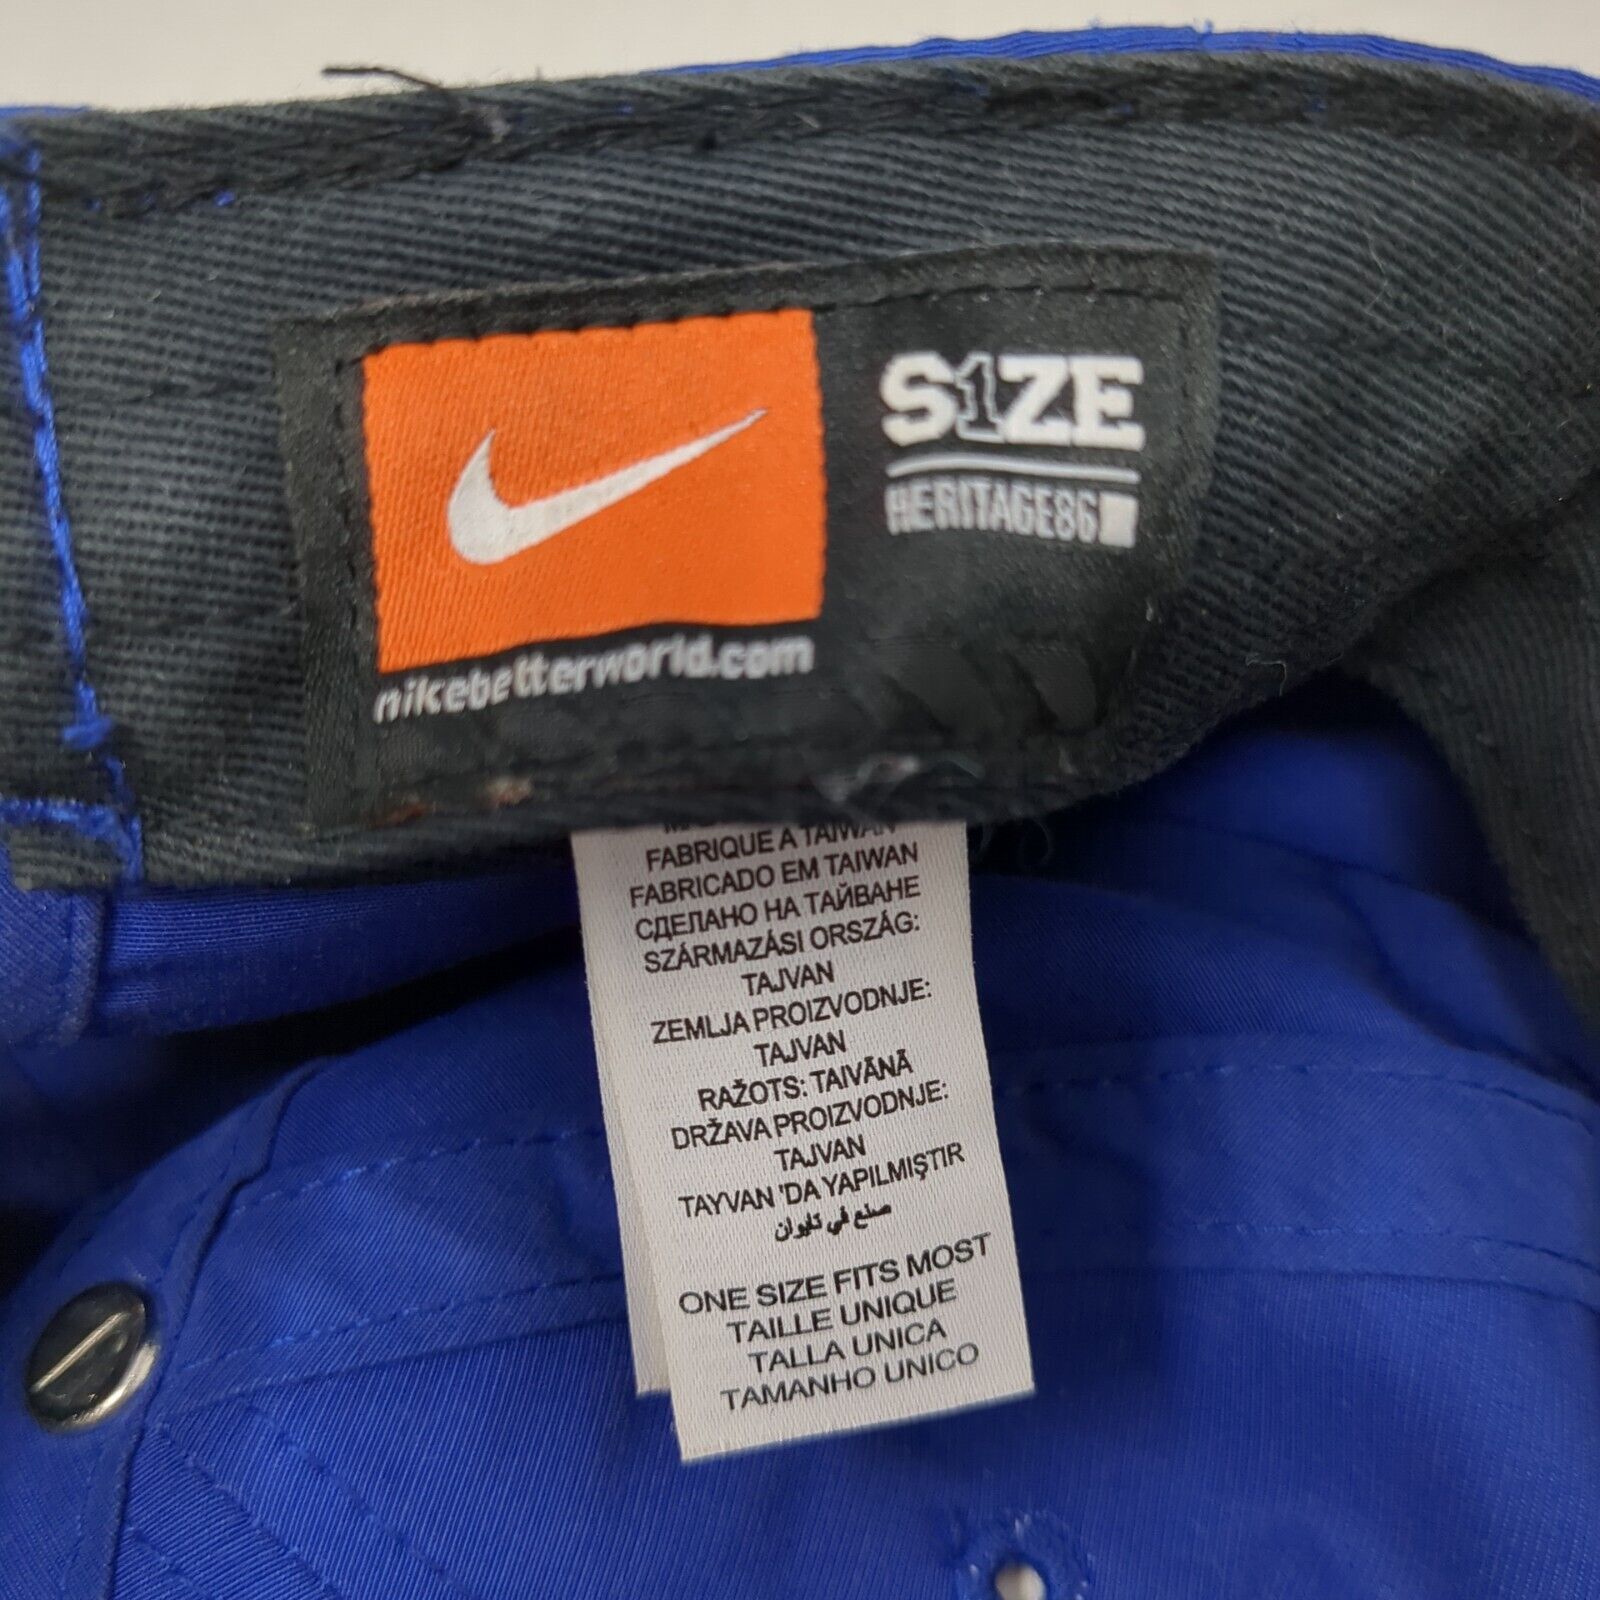 S1ZE
HERITAGE86
nikebetterworld.com
FABRIQUE A TAIWAN
FABRICADO EM TAIWAN
СДЕЛАНО НА ТАЙВАНЕ
SZÁRMAZÁSI ORSZÁG:
TAJVAN
ZEMLJA PROIZVODNJE:
TAJVAN
RAŽOTS: TAIVĀNĀ
DRŽAVA PROIZVODNJE:
TAJVAN
TAYVAN 'DA YAPILMIŞTIR
صنع في تايوان
ONE SIZE FITS MOST
TAILLE UNIQUE
TALLA UNICA
TAMANHO UNICO